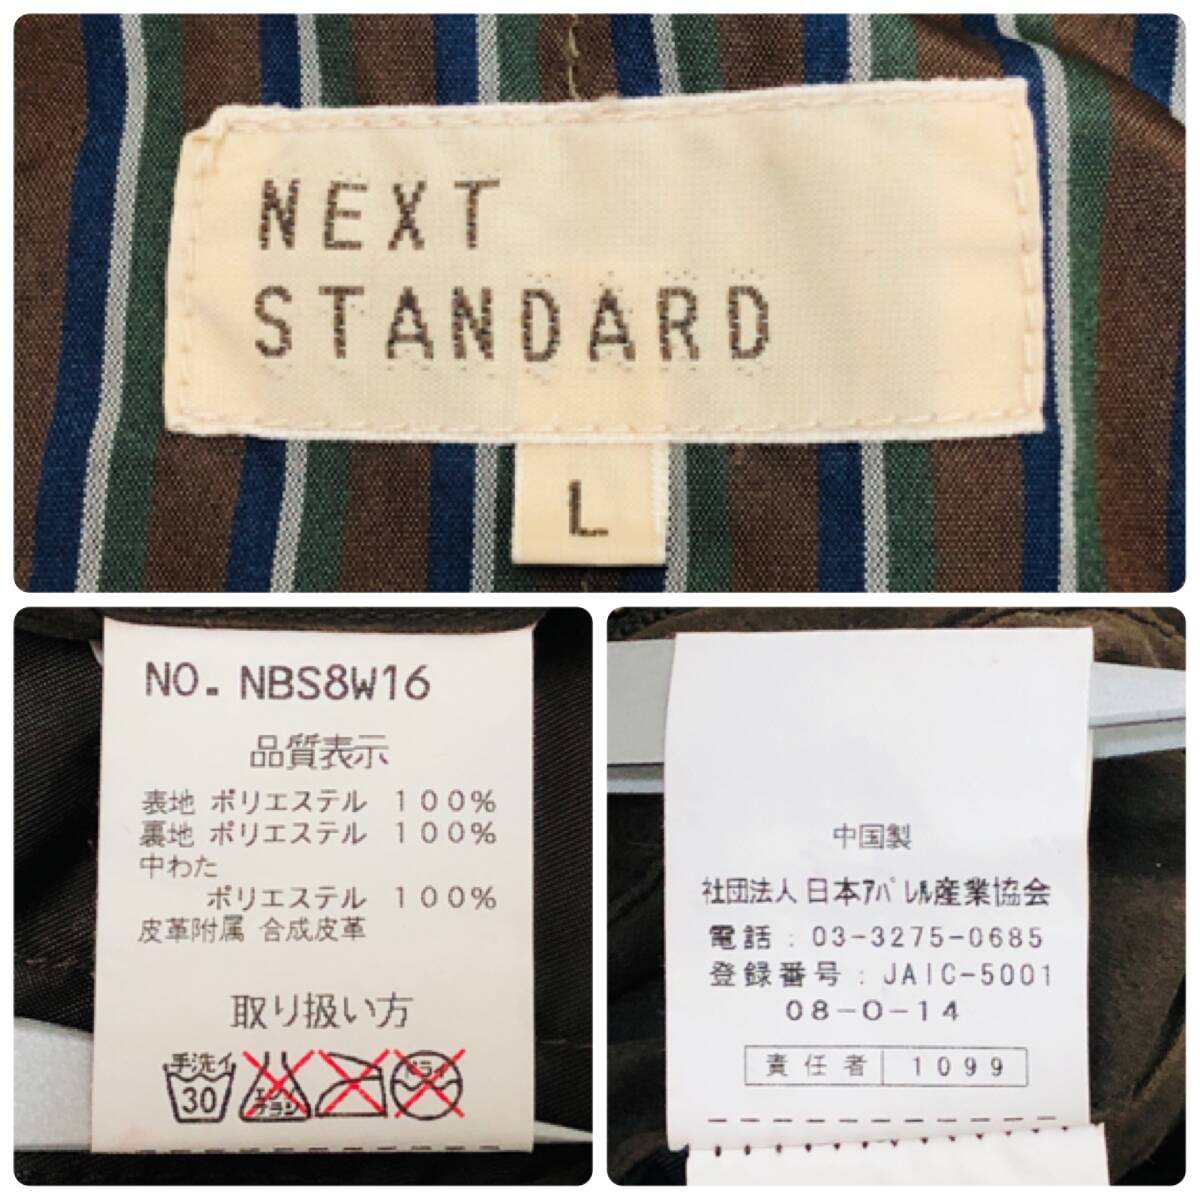 NEXT
STANDARD
L
NO. NBS8W16
品質表示
表地 ポリエステル 100%
裏地 ポリエステル 100%
中わた
ポリエステル 100%
皮革附属 合成皮革
取り扱い方
手洗イ
30
エンソ
チラシ
ドライ
中国製
社団法人 日本アパレル産業協会
電話：03-3275-0685
登録番号：JAIC-5001
08-0-14
責任者 1099